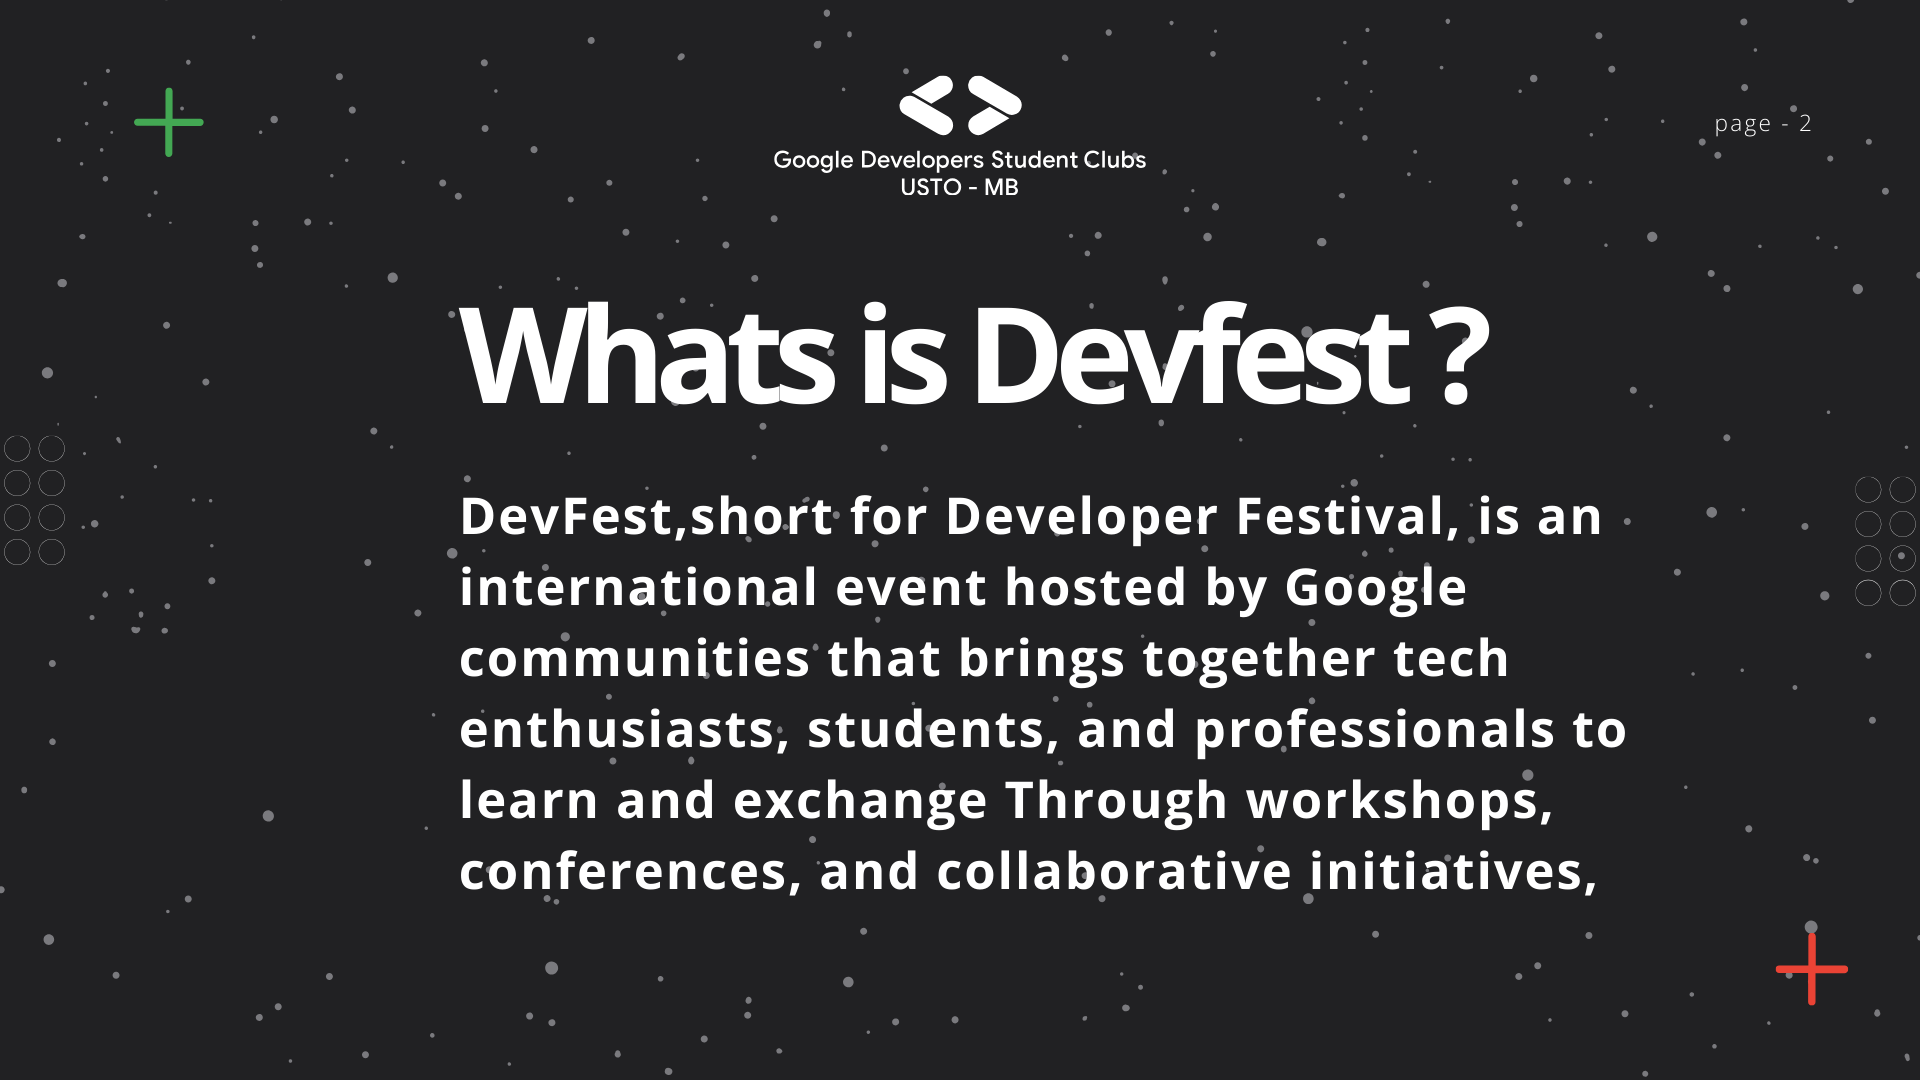 Google Developers Student Clubs
USTO - MB
page - 2
Whats is Devfest ?
DevFest,short for Developer Festival, is an
international event hosted by Google
communities that brings together tech
enthusiasts, students, and professionals to
learn and exchange Through workshops,
conferences, and collaborative initiatives,